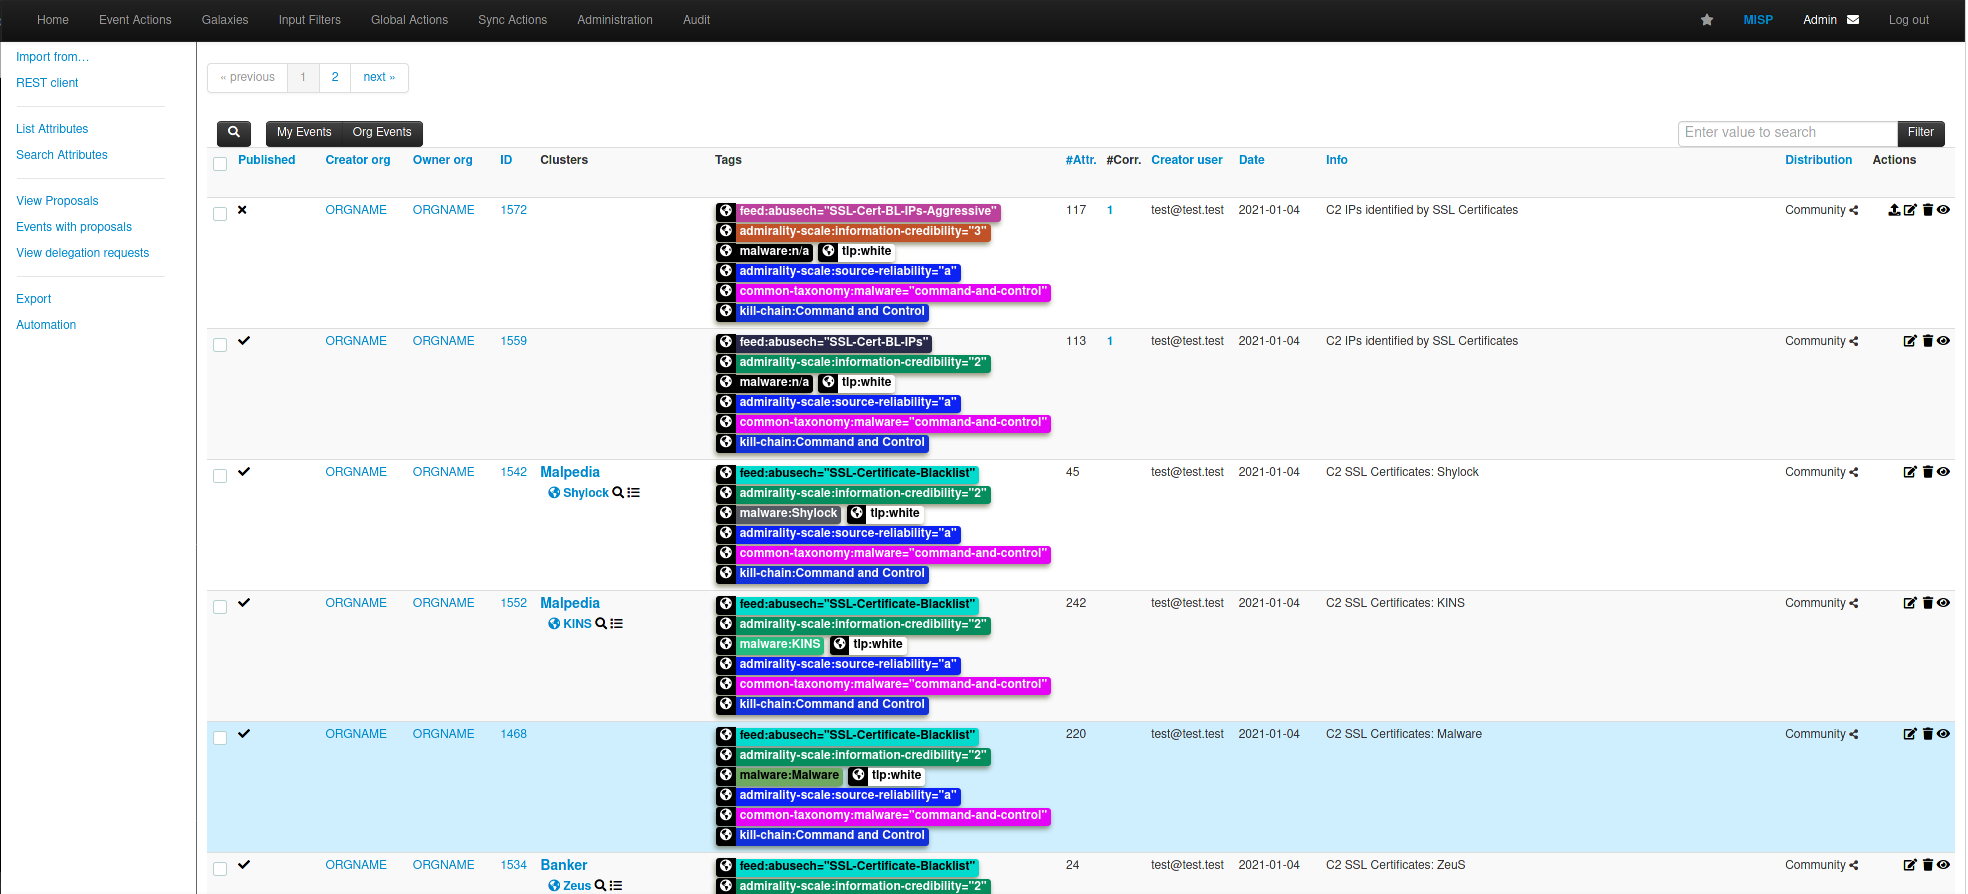 Home Event Actions Galaxies Input Filters Global Actions Sync Actions Administration Audit MISP Admin Log out
Import from...
REST client
List Attributes
Search Attributes
View Proposals
Events with proposals
View delegation requests
Export
Automation
« previous 1 2 next »
My Events Org Events Enter value to search Filter
Published Creator org Owner org ID Clusters Tags #Attr. #Corr. Creator user Date Info Distribution Actions
ORGNAME ORGNAME 1572 feed:abusech="SSL-Cert-BL-IPs-Aggressive" 117 1 test@test.test 2021-01-04 C2 IPs identified by SSL Certificates Community
admirality-scale:information-credibility="3"
malware:n/a tlp:white
admirality-scale:source-reliability="a"
common-taxonomy:malware="command-and-control"
kill-chain:Command and Control
ORGNAME ORGNAME 1559 feed:abusech="SSL-Cert-BL-IPs" 113 1 test@test.test 2021-01-04 C2 IPs identified by SSL Certificates Community
admirality-scale:information-credibility="2"
malware:n/a tlp:white
admirality-scale:source-reliability="a"
common-taxonomy:malware="command-and-control"
kill-chain:Command and Control
ORGNAME ORGNAME 1542 Malpedia feed:abusech="SSL-Certificate-Blacklist" 45 test@test.test 2021-01-04 C2 SSL Certificates: Shylock Community
Shylock admirality-scale:information-credibility="2"
malware:Shylock tlp:white
admirality-scale:source-reliability="a"
common-taxonomy:malware="command-and-control"
kill-chain:Command and Control
ORGNAME ORGNAME 1552 Malpedia feed:abusech="SSL-Certificate-Blacklist" 242 test@test.test 2021-01-04 C2 SSL Certificates: KINS Community
KINS admirality-scale:information-credibility="2"
malware:KINS tlp:white
admirality-scale:source-reliability="a"
common-taxonomy:malware="command-and-control"
kill-chain:Command and Control
ORGNAME ORGNAME 1468 feed:abusech="SSL-Certificate-Blacklist" 220 test@test.test 2021-01-04 C2 SSL Certificates: Malware Community
admirality-scale:information-credibility="2"
malware:Malware tlp:white
admirality-scale:source-reliability="a"
common-taxonomy:malware="command-and-control"
kill-chain:Command and Control
ORGNAME ORGNAME 1534 Banker feed:abusech="SSL-Certificate-Blacklist" 24 test@test.test 2021-01-04 C2 SSL Certificates: ZeuS Community
Zeus admirality-scale:information-credibility="2"